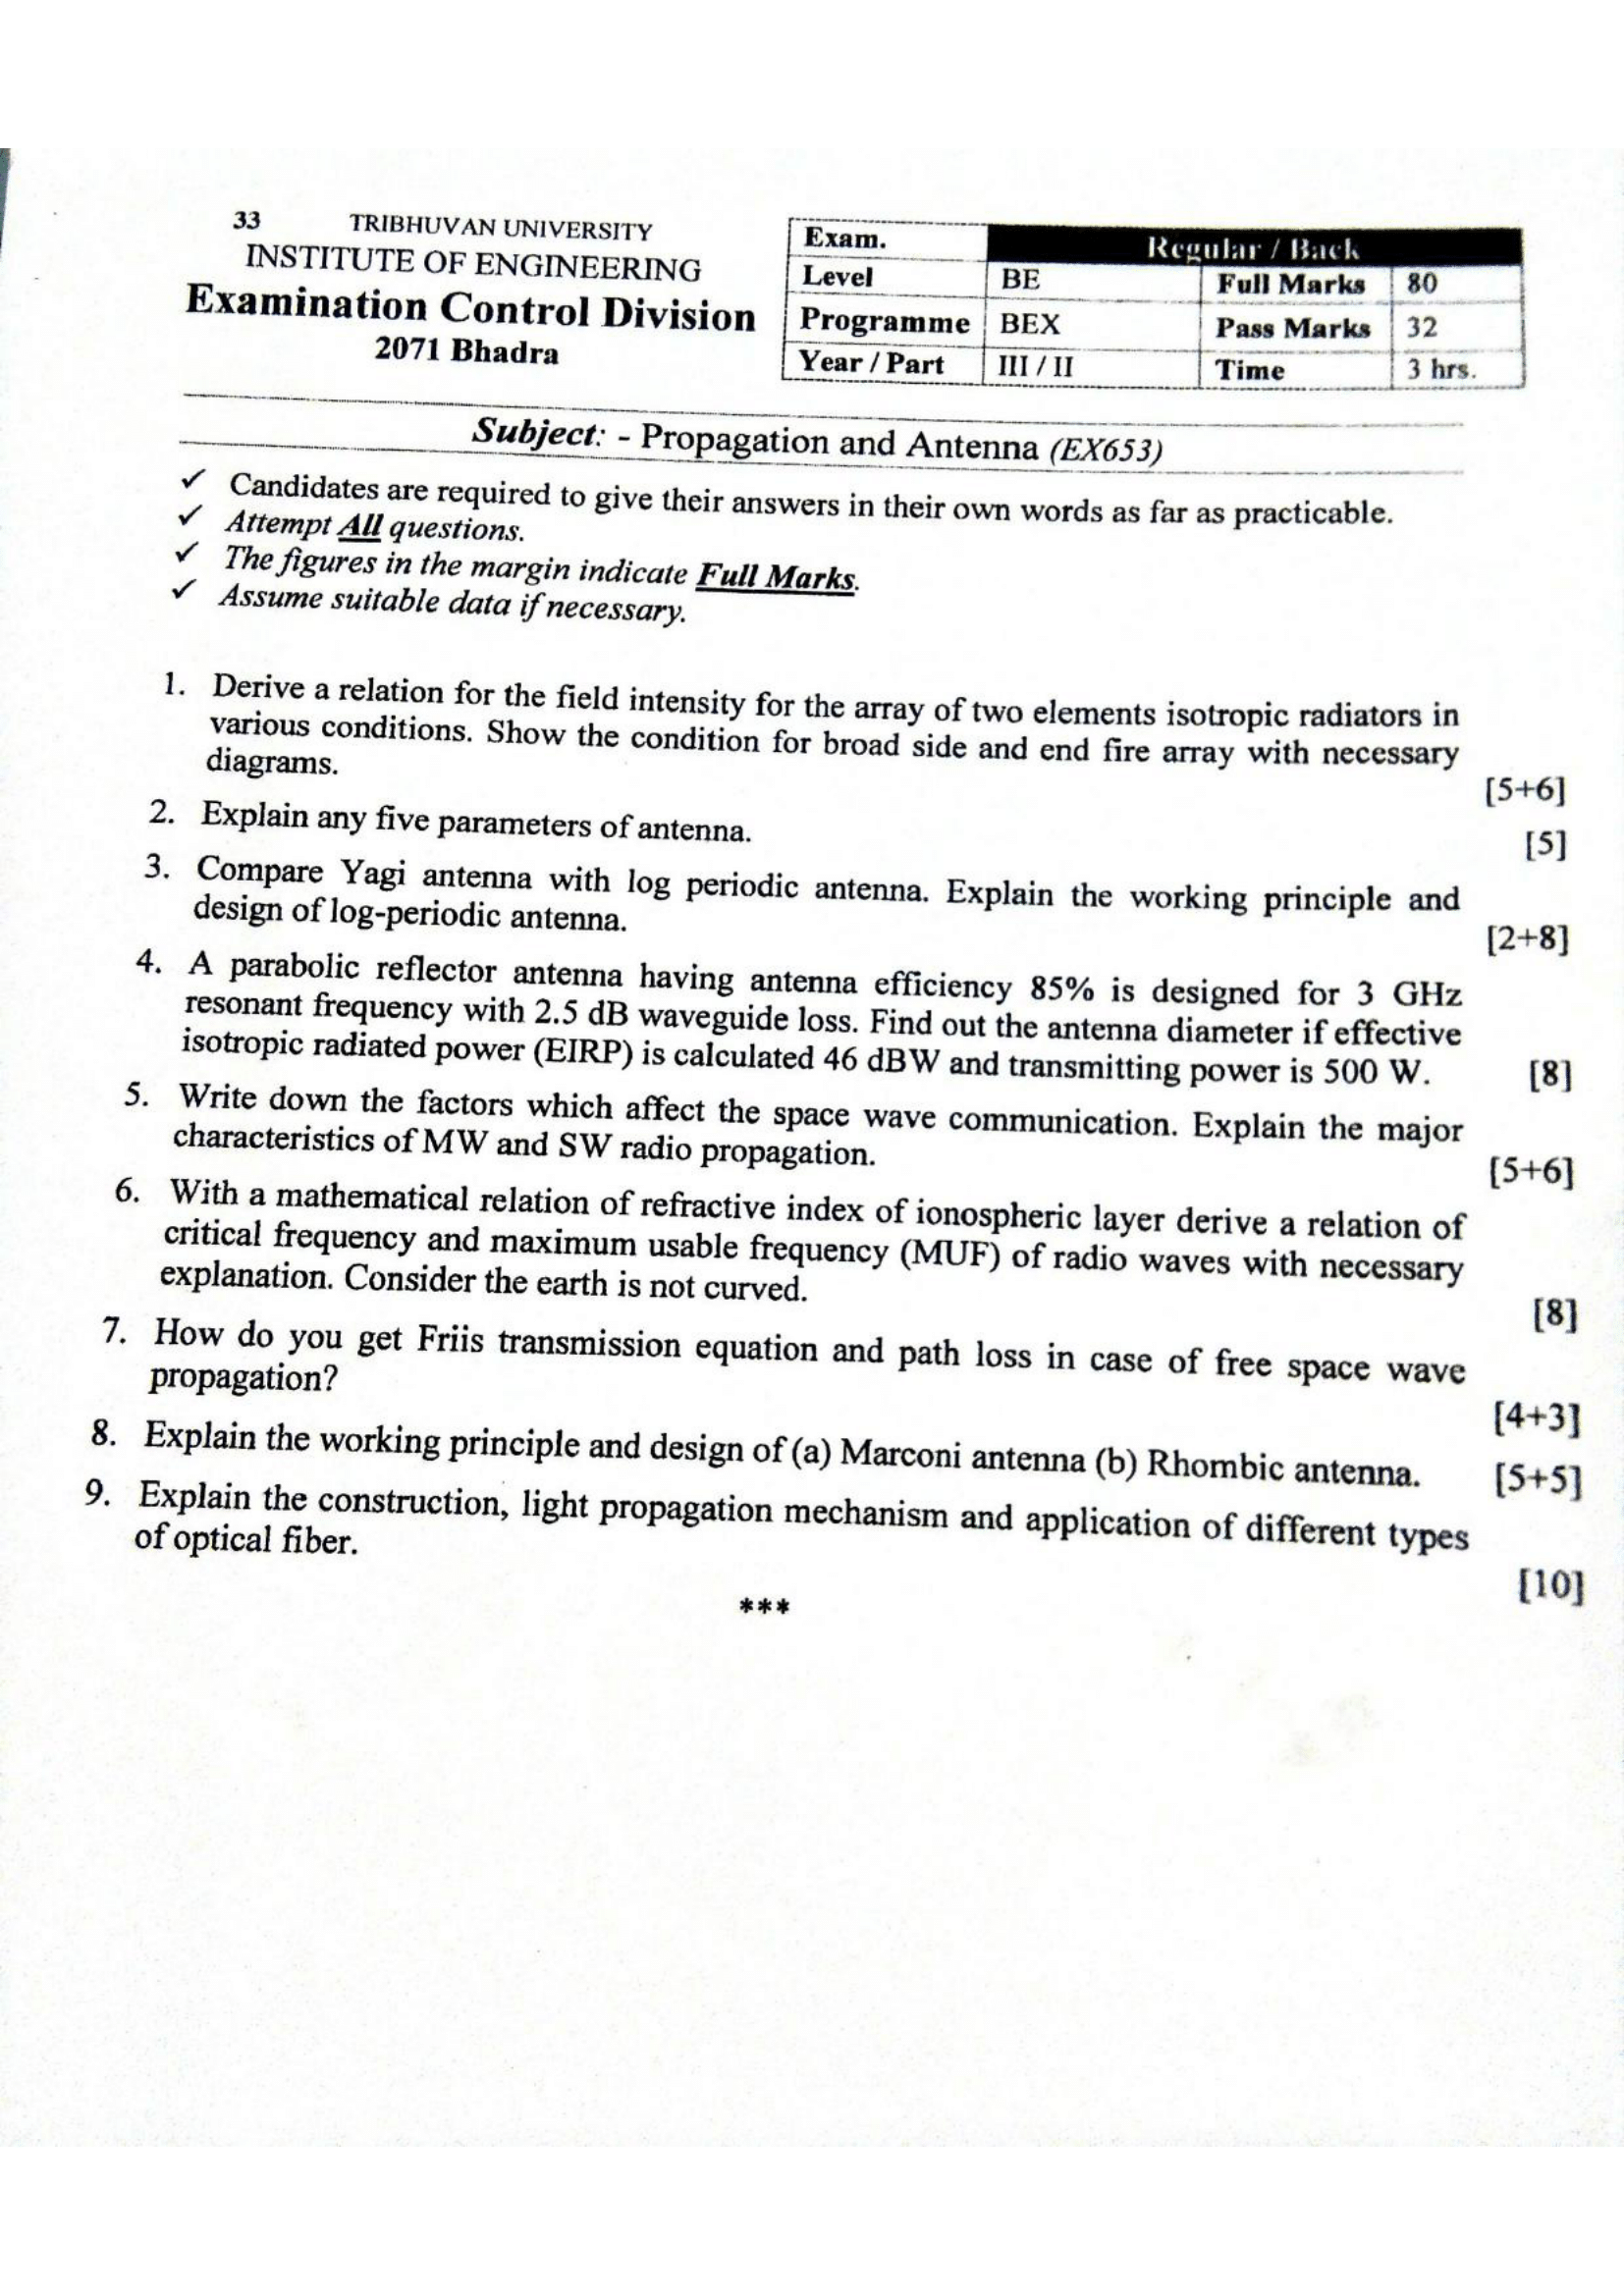 33 TRIBHUVAN UNIVERSITY
INSTITUTE OF ENGINEERING
Examination Control Division
2071 Bhadra
Exam. Regular / Back
Level BE Full Marks 80
Programme BEX Pass Marks 32
Year / Part III / II Time 3 hrs.
Subject: - Propagation and Antenna (EX653)
✓ Candidates are required to give their answers in their own words as far as practicable.
✓ Attempt All questions.
✓ The figures in the margin indicate Full Marks.
✓ Assume suitable data if necessary.
1. Derive a relation for the field intensity for the array of two elements isotropic radiators in
various conditions. Show the condition for broad side and end fire array with necessary
diagrams. [5+6]
2. Explain any five parameters of antenna. [5]
3. Compare Yagi antenna with log periodic antenna. Explain the working principle and
design of log-periodic antenna. [2+8]
4. A parabolic reflector antenna having antenna efficiency 85% is designed for 3 GHz
resonant frequency with 2.5 dB waveguide loss. Find out the antenna diameter if effective
isotropic radiated power (EIRP) is calculated 46 dBW and transmitting power is 500 W. [8]
5. Write down the factors which affect the space wave communication. Explain the major
characteristics of MW and SW radio propagation. [5+6]
6. With a mathematical relation of refractive index of ionospheric layer derive a relation of
critical frequency and maximum usable frequency (MUF) of radio waves with necessary
explanation. Consider the earth is not curved. [8]
7. How do you get Friis transmission equation and path loss in case of free space wave
propagation? [4+3]
8. Explain the working principle and design of (a) Marconi antenna (b) Rhombic antenna. [5+5]
9. Explain the construction, light propagation mechanism and application of different types
of optical fiber. [10]
***